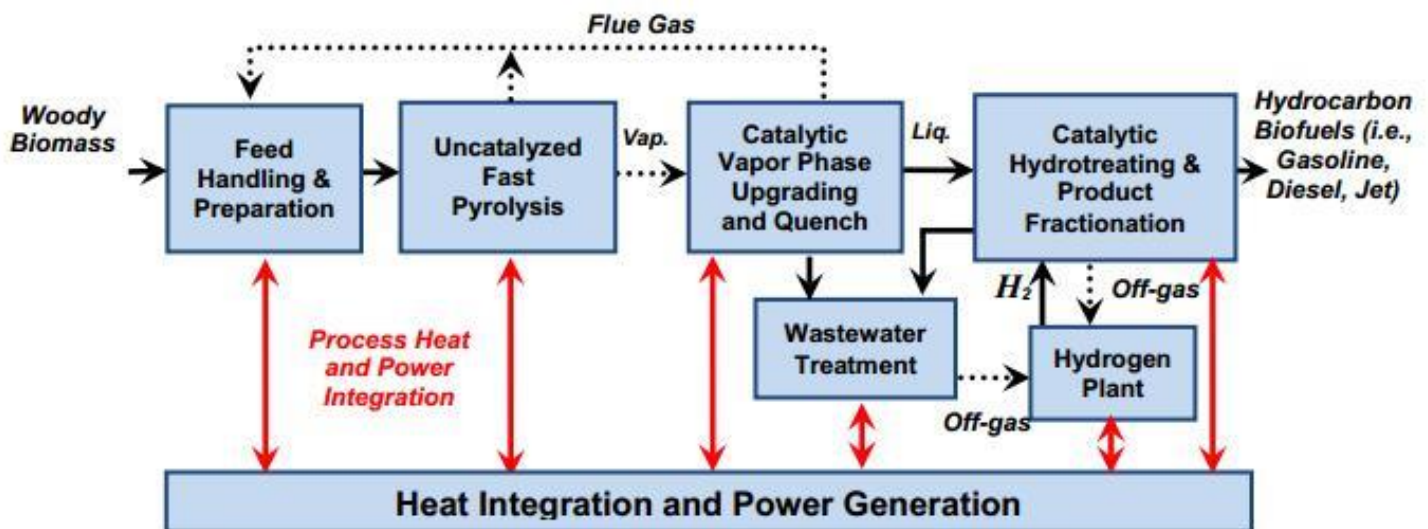 Flue Gas
Woody
Biomass
Feed
Handling &
Preparation
Uncatalyzed
Fast
Pyrolysis
Vap.
Catalytic
Vapor Phase
Upgrading
and Quench
Liq.
Catalytic
Hydrotreating &
Product
Fractionation
Hydrocarbon
Biofuels (i.e.,
Gasoline,
Diesel, Jet)
Process Heat
and Power
Integration
Wastewater
Treatment
H₂
Off-gas
Hydrogen
Plant
Off-gas
Heat Integration and Power Generation